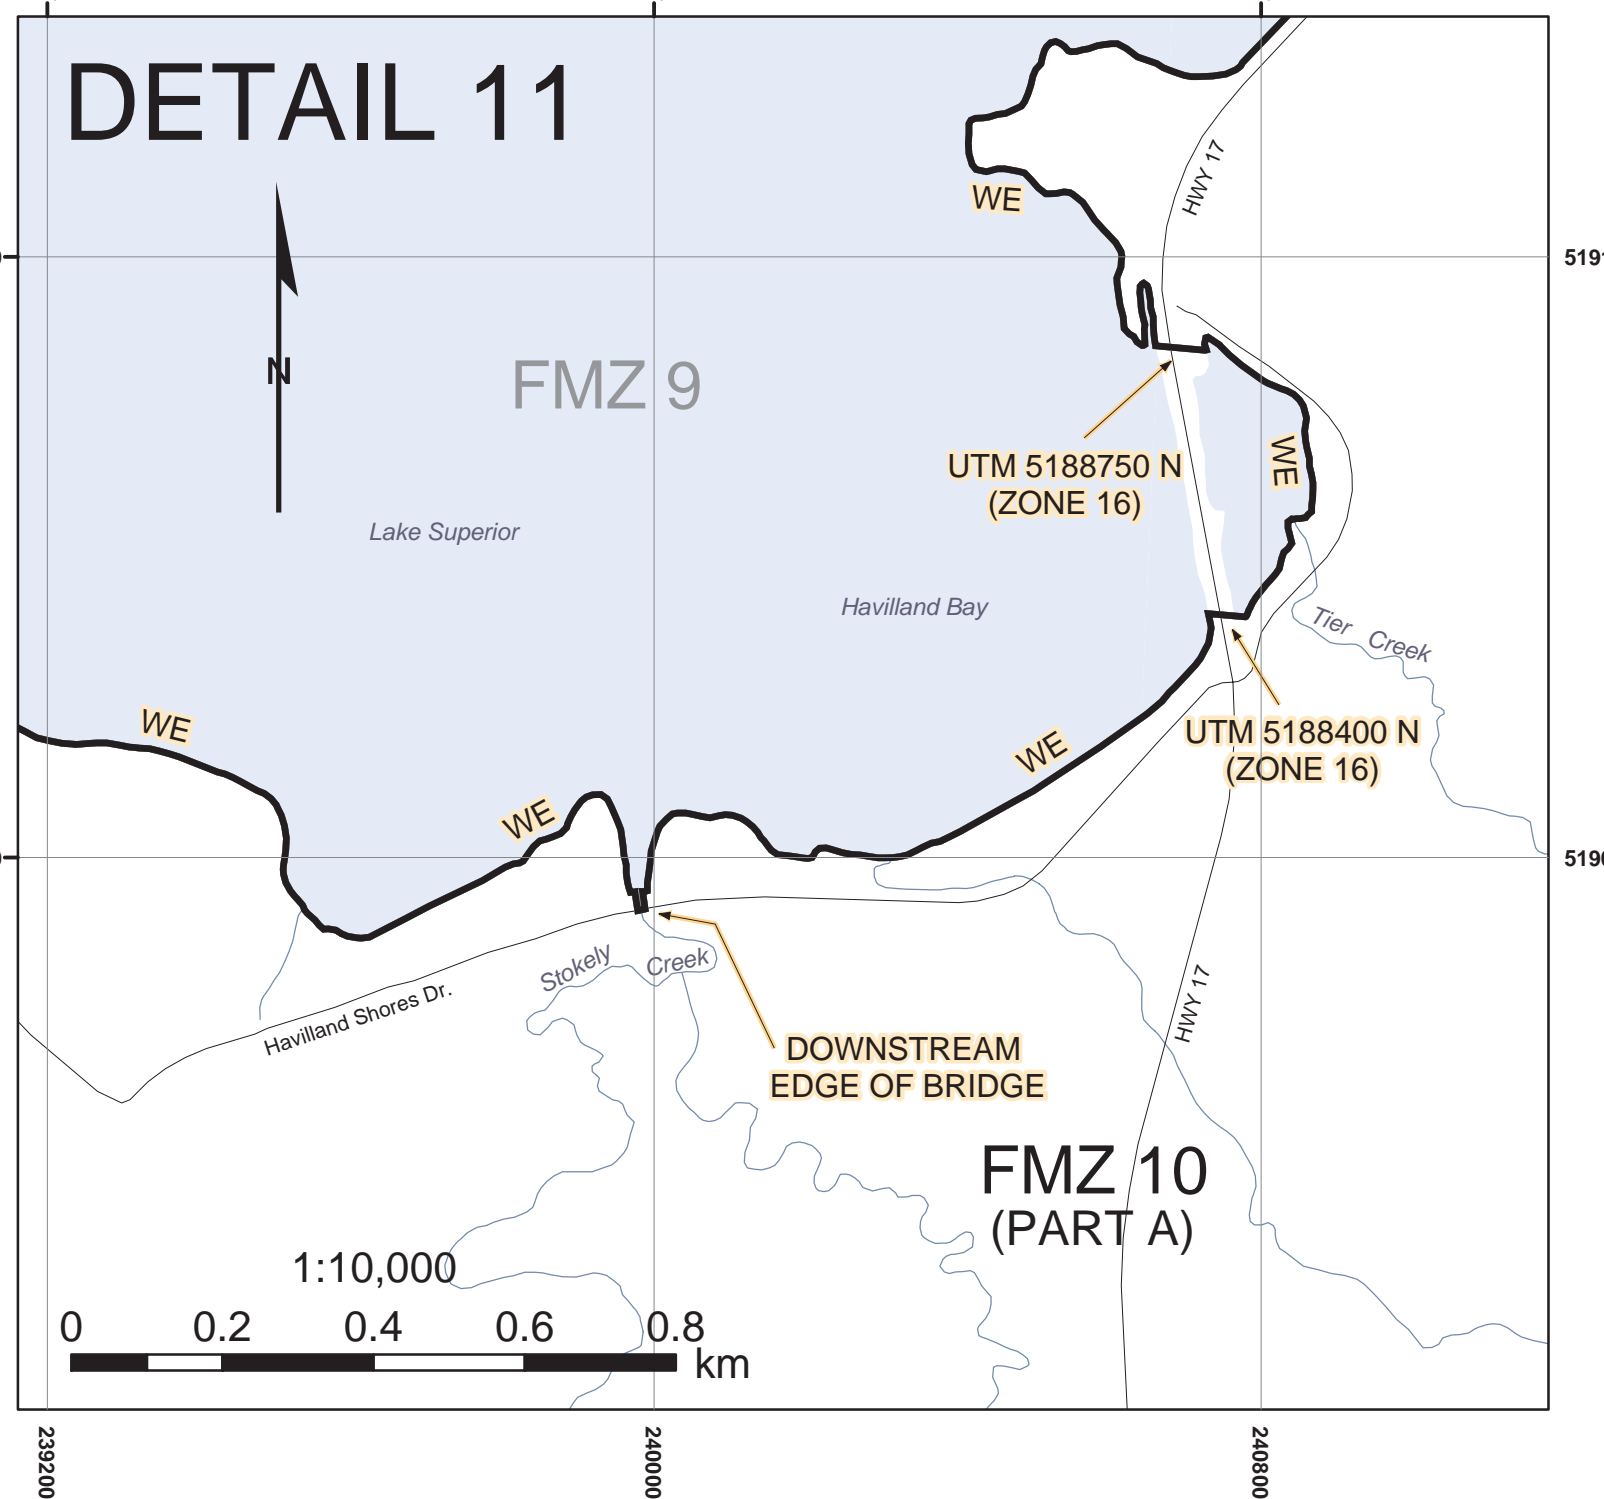 DETAIL 11
WE
HWY 17
N
FMZ 9
UTM 5188750 N
(ZONE 16)
WE
Lake Superior
Havilland Bay
Tier Creek
WE
WE
UTM 5188400 N
(ZONE 16)
WE
Stokely Creek
Havilland Shores Dr.
HWY 17
DOWNSTREAM
EDGE OF BRIDGE
FMZ 10
(PART A)
1:10,000
0 0.2 0.4 0.6 0.8
km
239200 240000 240800